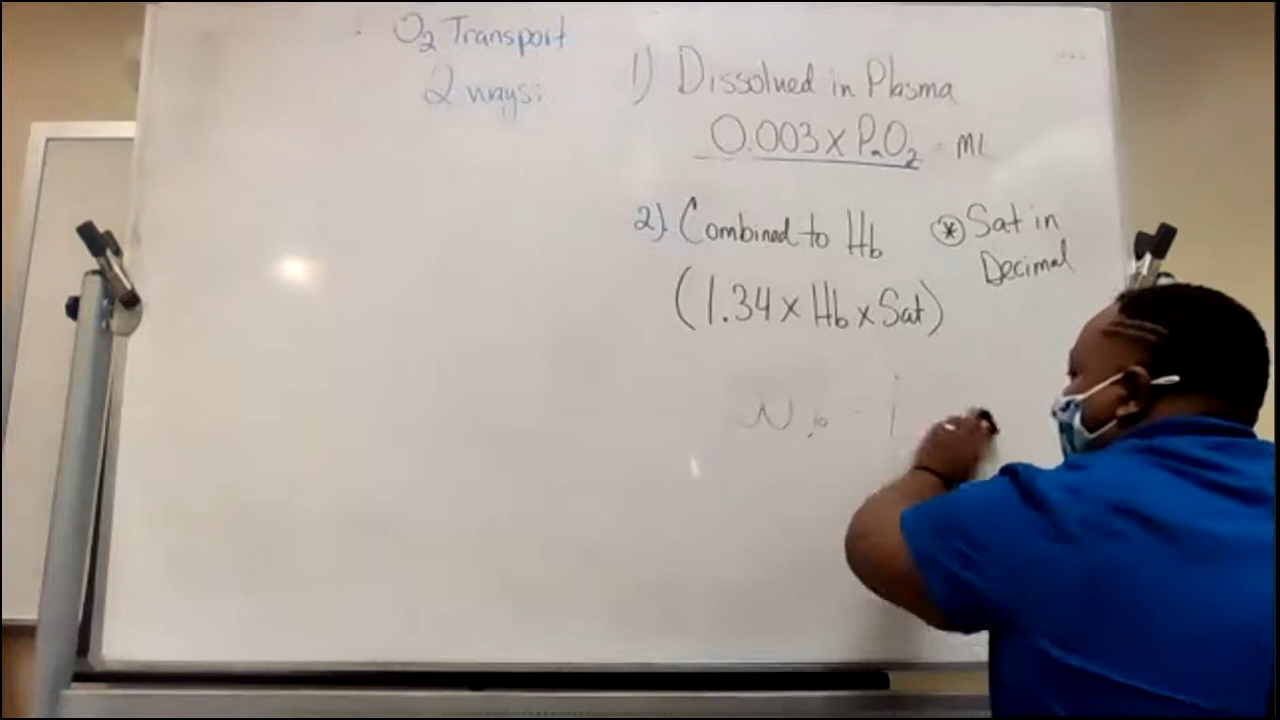 O₂ Transport
2 ways:
1) Dissolved in Plasma
0.003 x PaO₂ = ml
2). Combined to Hb
(1.34 x Hb x Sat)
* Sat in
Decimal